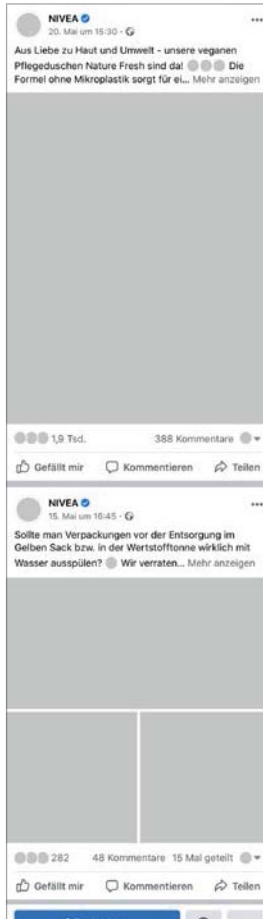 NIVEA
20. Mai um 15:30 ·
Aus Liebe zu Haut und Umwelt - unsere veganen
Pflegeduschen Nature Fresh sind da! Die
Formel ohne Mikroplastik sorgt für ei... Mehr anzeigen
1,9 Tsd. 388 Kommentare
Gefällt mir Kommentieren Teilen
NIVEA
15. Mai um 16:45 ·
Sollte man Verpackungen vor der Entsorgung im
Gelben Sack bzw. in der Wertstofftonne wirklich mit
Wasser ausspülen? Wir verraten... Mehr anzeigen
282 48 Kommentare 15 Mal geteilt
Gefällt mir Kommentieren Teilen